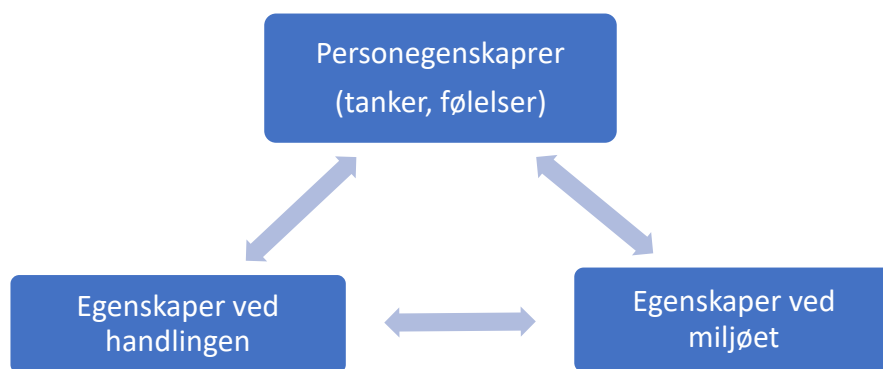 Personegenskaprer
(tanker, følelser)
Egenskaper ved
handlingen
Egenskaper ved
miljøet